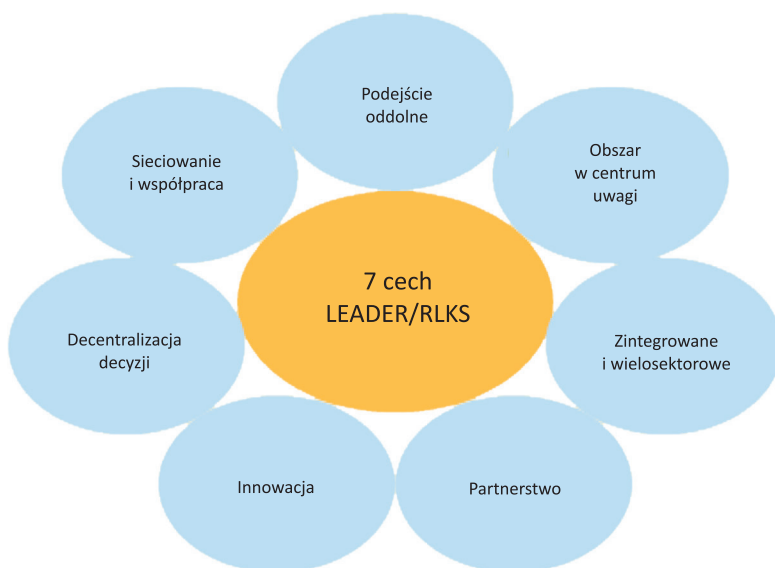 Podejście
oddolne
Obszar
w centrum
uwagi
Sieciowanie
i współpraca
7 cech
LEADER/RLKS
Zintegrowane
i wielosektorowe
Decentralizacja
decyzji
Innowacja
Partnerstwo